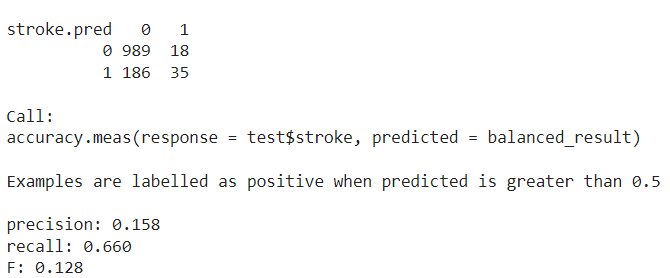 stroke.pred   0   1
          0 989  18
          1 186  35
Call:
accuracy.meas(response = test$stroke, predicted = balanced_result)
Examples are labelled as positive when predicted is greater than 0.5
precision: 0.158
recall: 0.660
F: 0.128